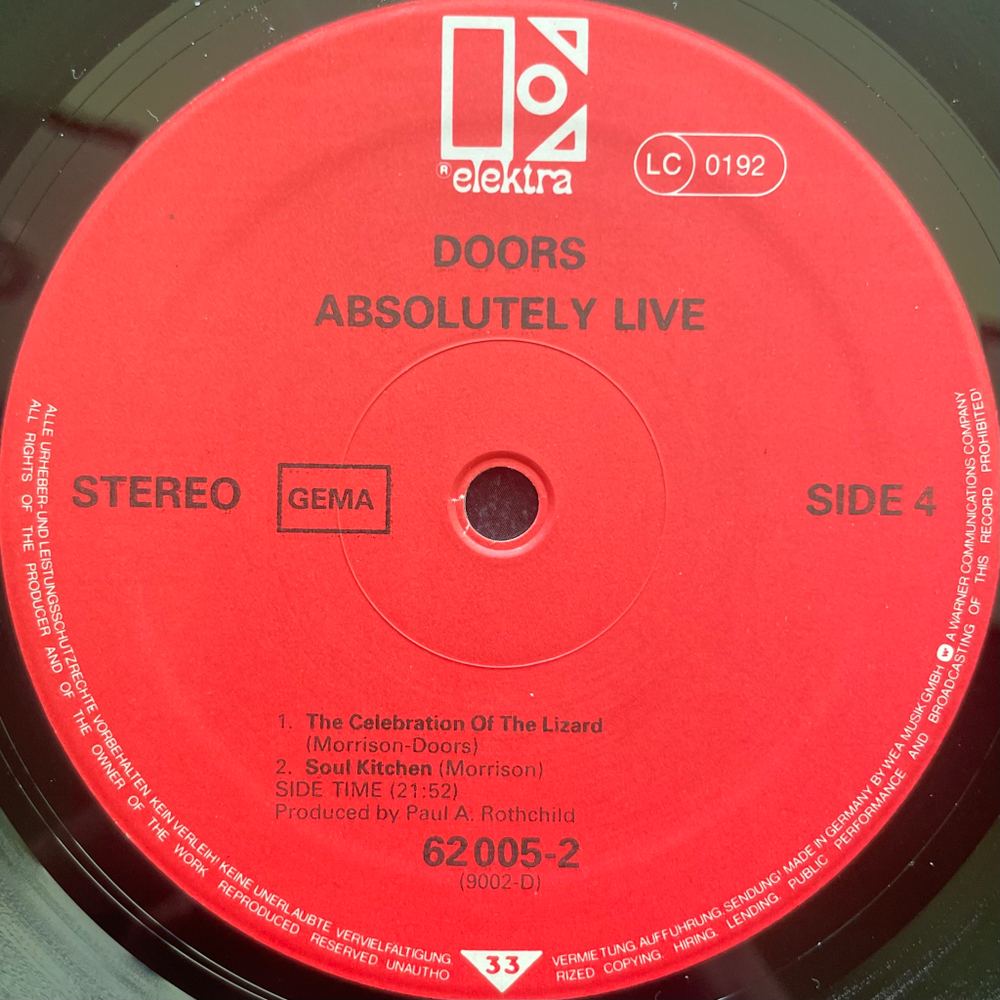 ® elektra
LC 0192
DOORS
ABSOLUTELY LIVE
STEREO
GEMA
SIDE 4
1. The Celebration Of The Lizard
(Morrison-Doors)
2. Soul Kitchen (Morrison)
SIDE TIME (21:52)
Produced by Paul A. Rothchild
62 005-2
(9002-D)
33
ALLE URHEBER- UND LEISTUNGSSCHUTZRECHTE VORBEHALTEN KEIN VERLEIH! KEINE UNERLAUBTE VERVIELFALTIGUNG. VERMIETUNG. AUFFUHRUNG. SENDUNG! MADE IN GERMANY BY WEA MUSIK GMBH W A WARNER COMMUNICATIONS COMPANY
ALL RIGHTS OF THE PRODUCER AND OF THE OWNER OF THE WORK REPRODUCED RESERVED UNAUTHO RIZED COPYING. HIRING. LENDING. PUBLIC PERFORMANCE AND BROADCASTING OF THIS RECORD PROHIBITED!